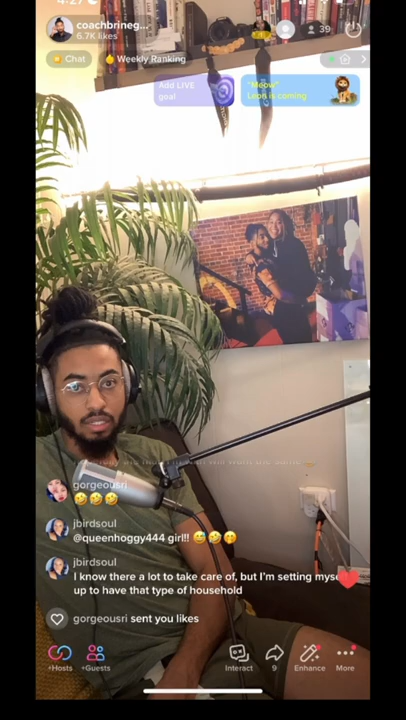 4:27
coachbrineg...
6.7K likes
39
Chat
Weekly Ranking
Add LIVE
goal
"Meow"
Leon is coming
gorgeousri
🤣🤣🤣
jbirdsoul
@queenhoggy444 girl!! 😅🤣🤭
jbirdsoul
I know there a lot to take care of, but I'm setting myse
up to have that type of household
gorgeousri sent you likes
+Hosts
+Guests
Interact
9
Enhance
More